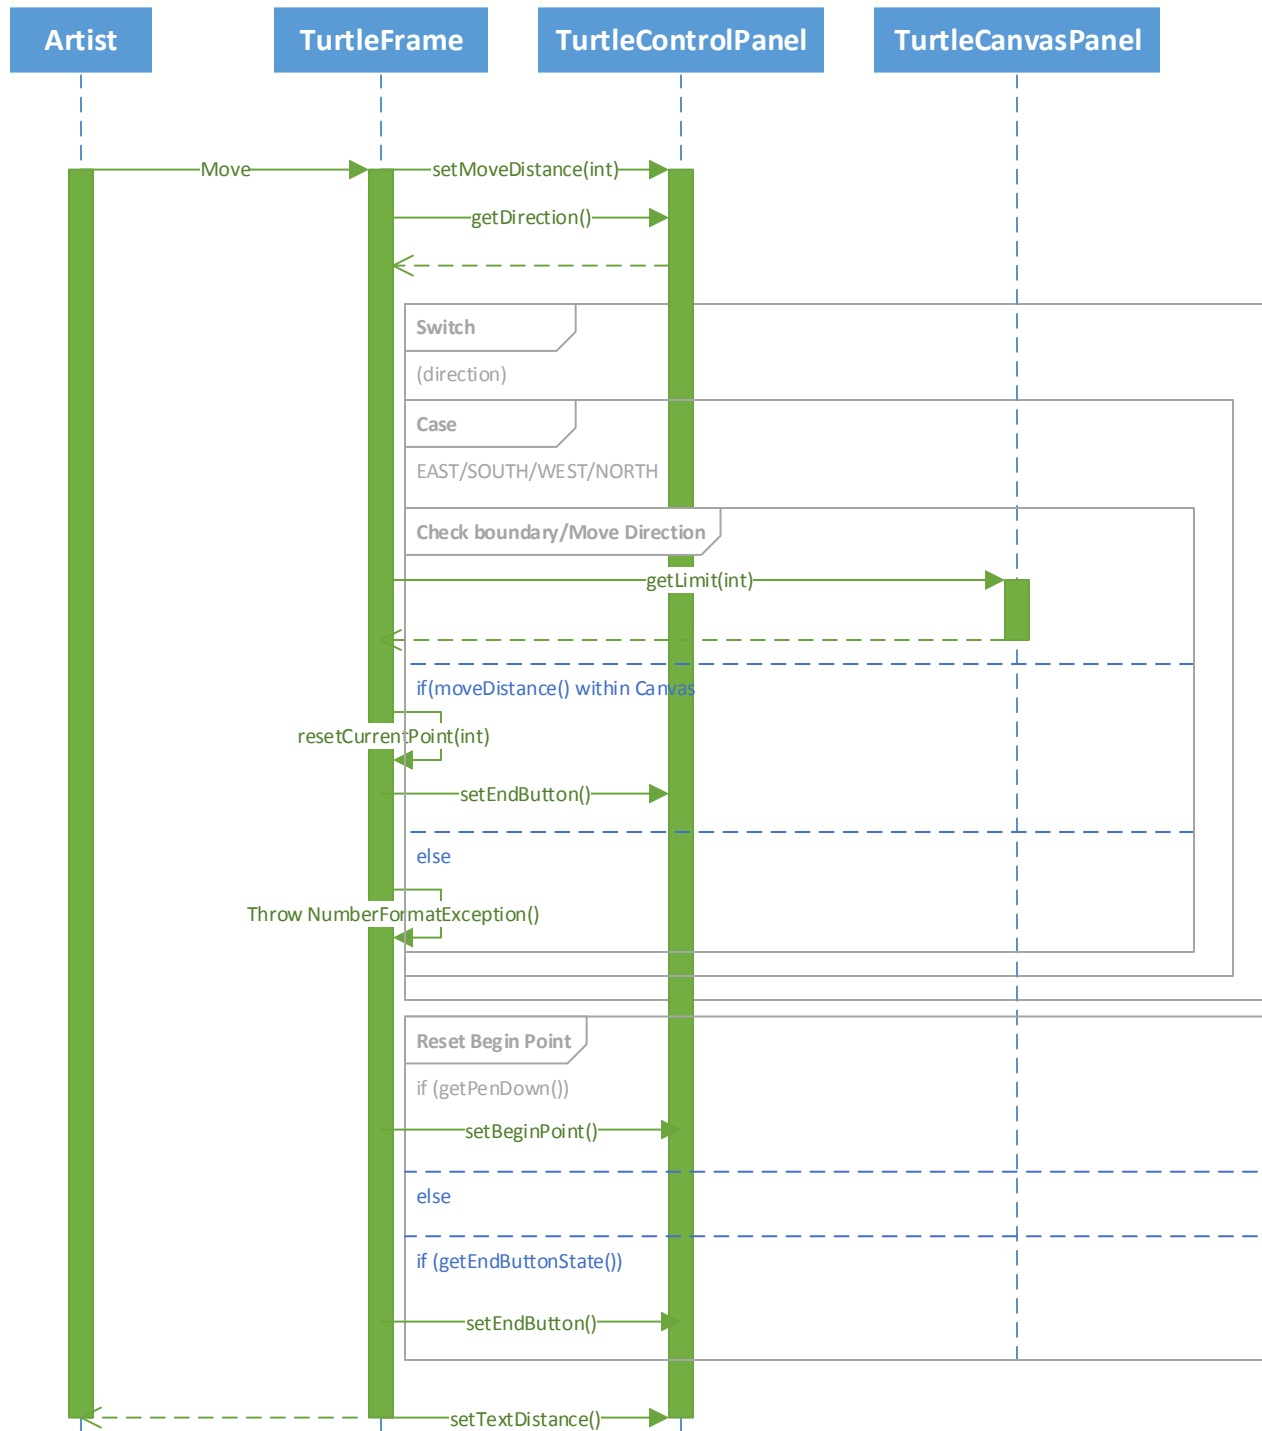 Artist
TurtleFrame
TurtleControlPanel
TurtleCanvasPanel
Move
setMoveDistance(int)
getDirection()
Switch
(direction)
Case
EAST/SOUTH/WEST/NORTH
Check boundary/Move Direction
getLimit(int)
if(moveDistance() within Canvas
resetCurrentPoint(int)
setEndButton()
else
Throw NumberFormatException()
Reset Begin Point
if (getPenDown())
setBeginPoint()
else
if (getEndButtonState())
setEndButton()
setTextDistance()